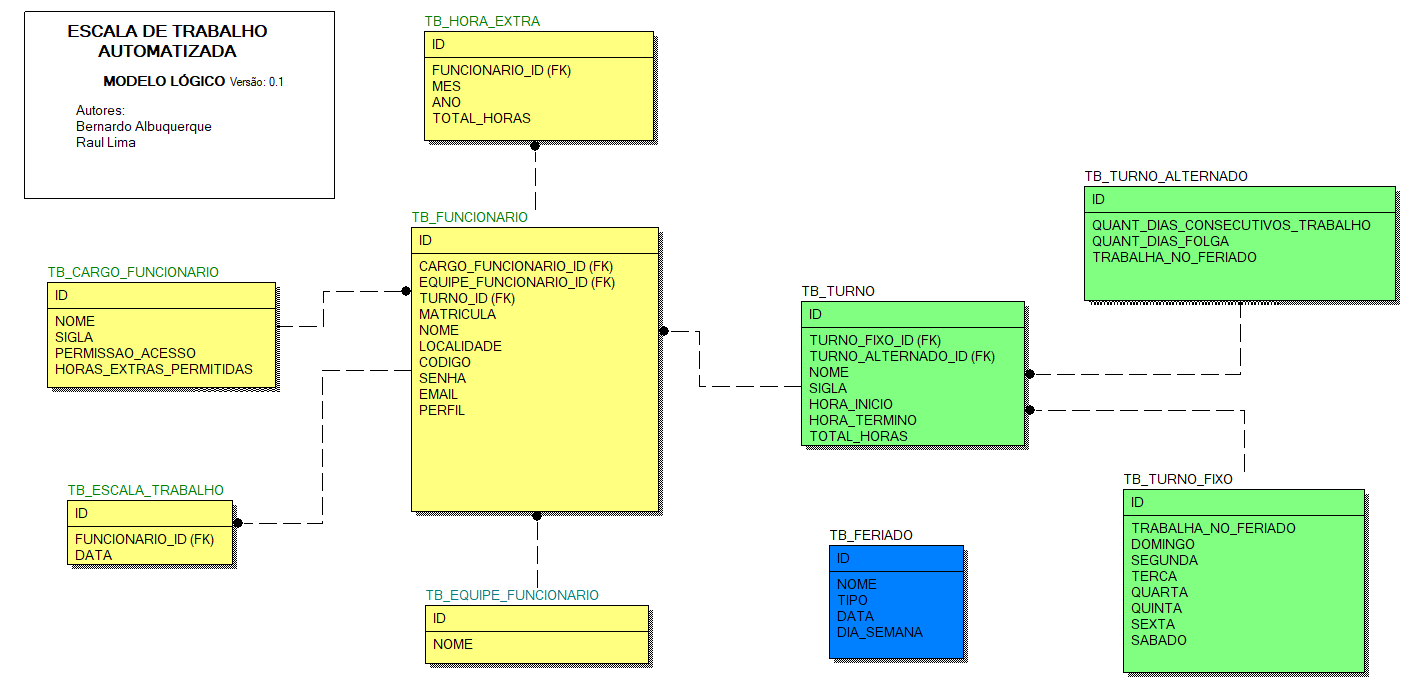 ESCALA DE TRABALHO
AUTOMATIZADA
MODELO LÓGICO Versão: 0.1
Autores:
Bernardo Albuquerque
Raul Lima
TB_HORA_EXTRA
ID
FUNCIONARIO_ID (FK)
MES
ANO
TOTAL_HORAS
TB_FUNCIONARIO
ID
CARGO_FUNCIONARIO_ID (FK)
EQUIPE_FUNCIONARIO_ID (FK)
TURNO_ID (FK)
MATRICULA
NOME
LOCALIDADE
CODIGO
SENHA
EMAIL
PERFIL
TB_CARGO_FUNCIONARIO
ID
NOME
SIGLA
PERMISSAO_ACESSO
HORAS_EXTRAS_PERMITIDAS
TB_ESCALA_TRABALHO
ID
FUNCIONARIO_ID (FK)
DATA
TB_EQUIPE_FUNCIONARIO
ID
NOME
TB_TURNO
ID
TURNO_FIXO_ID (FK)
TURNO_ALTERNADO_ID (FK)
NOME
SIGLA
HORA_INICIO
HORA_TERMINO
TOTAL_HORAS
TB_TURNO_ALTERNADO
ID
QUANT_DIAS_CONSECUTIVOS_TRABALHO
QUANT_DIAS_FOLGA
TRABALHA_NO_FERIADO
TB_FERIADO
ID
NOME
TIPO
DATA
DIA_SEMANA
TB_TURNO_FIXO
ID
TRABALHA_NO_FERIADO
DOMINGO
SEGUNDA
TERCA
QUARTA
QUINTA
SEXTA
SABADO